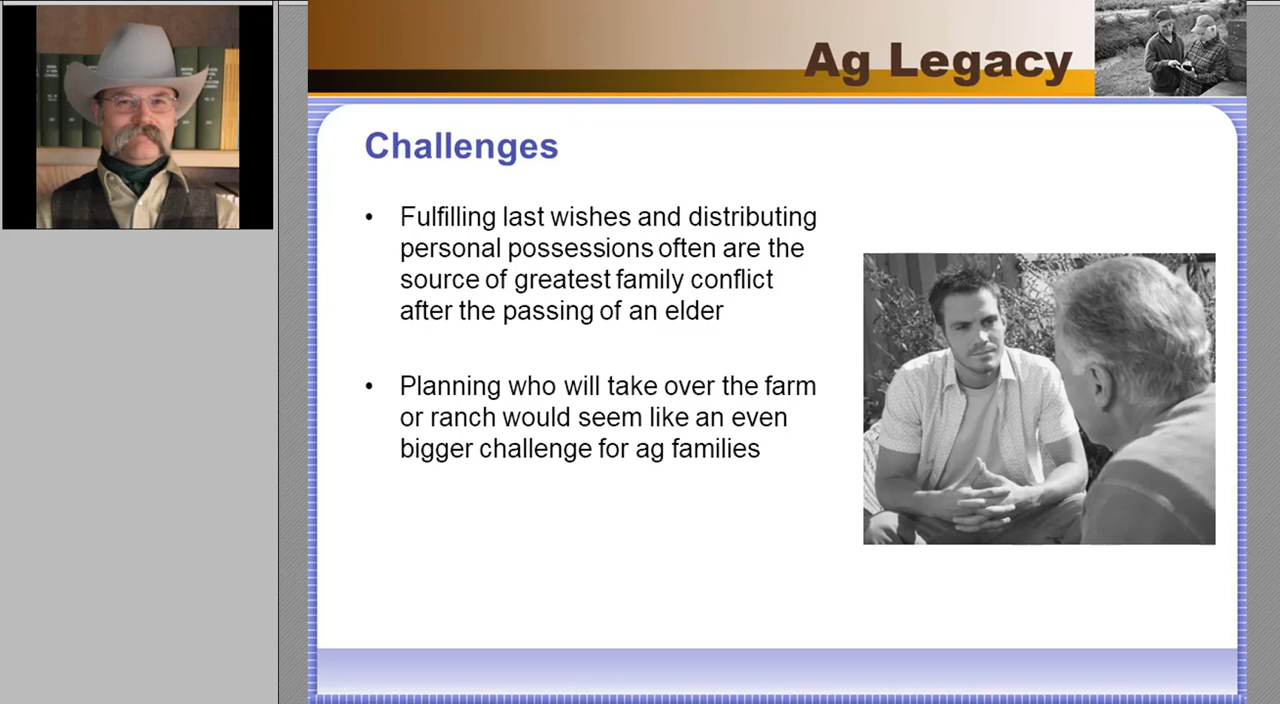 Ag Legacy
Challenges
• Fulfilling last wishes and distributing
personal possessions often are the
source of greatest family conflict
after the passing of an elder
• Planning who will take over the farm
or ranch would seem like an even
bigger challenge for ag families